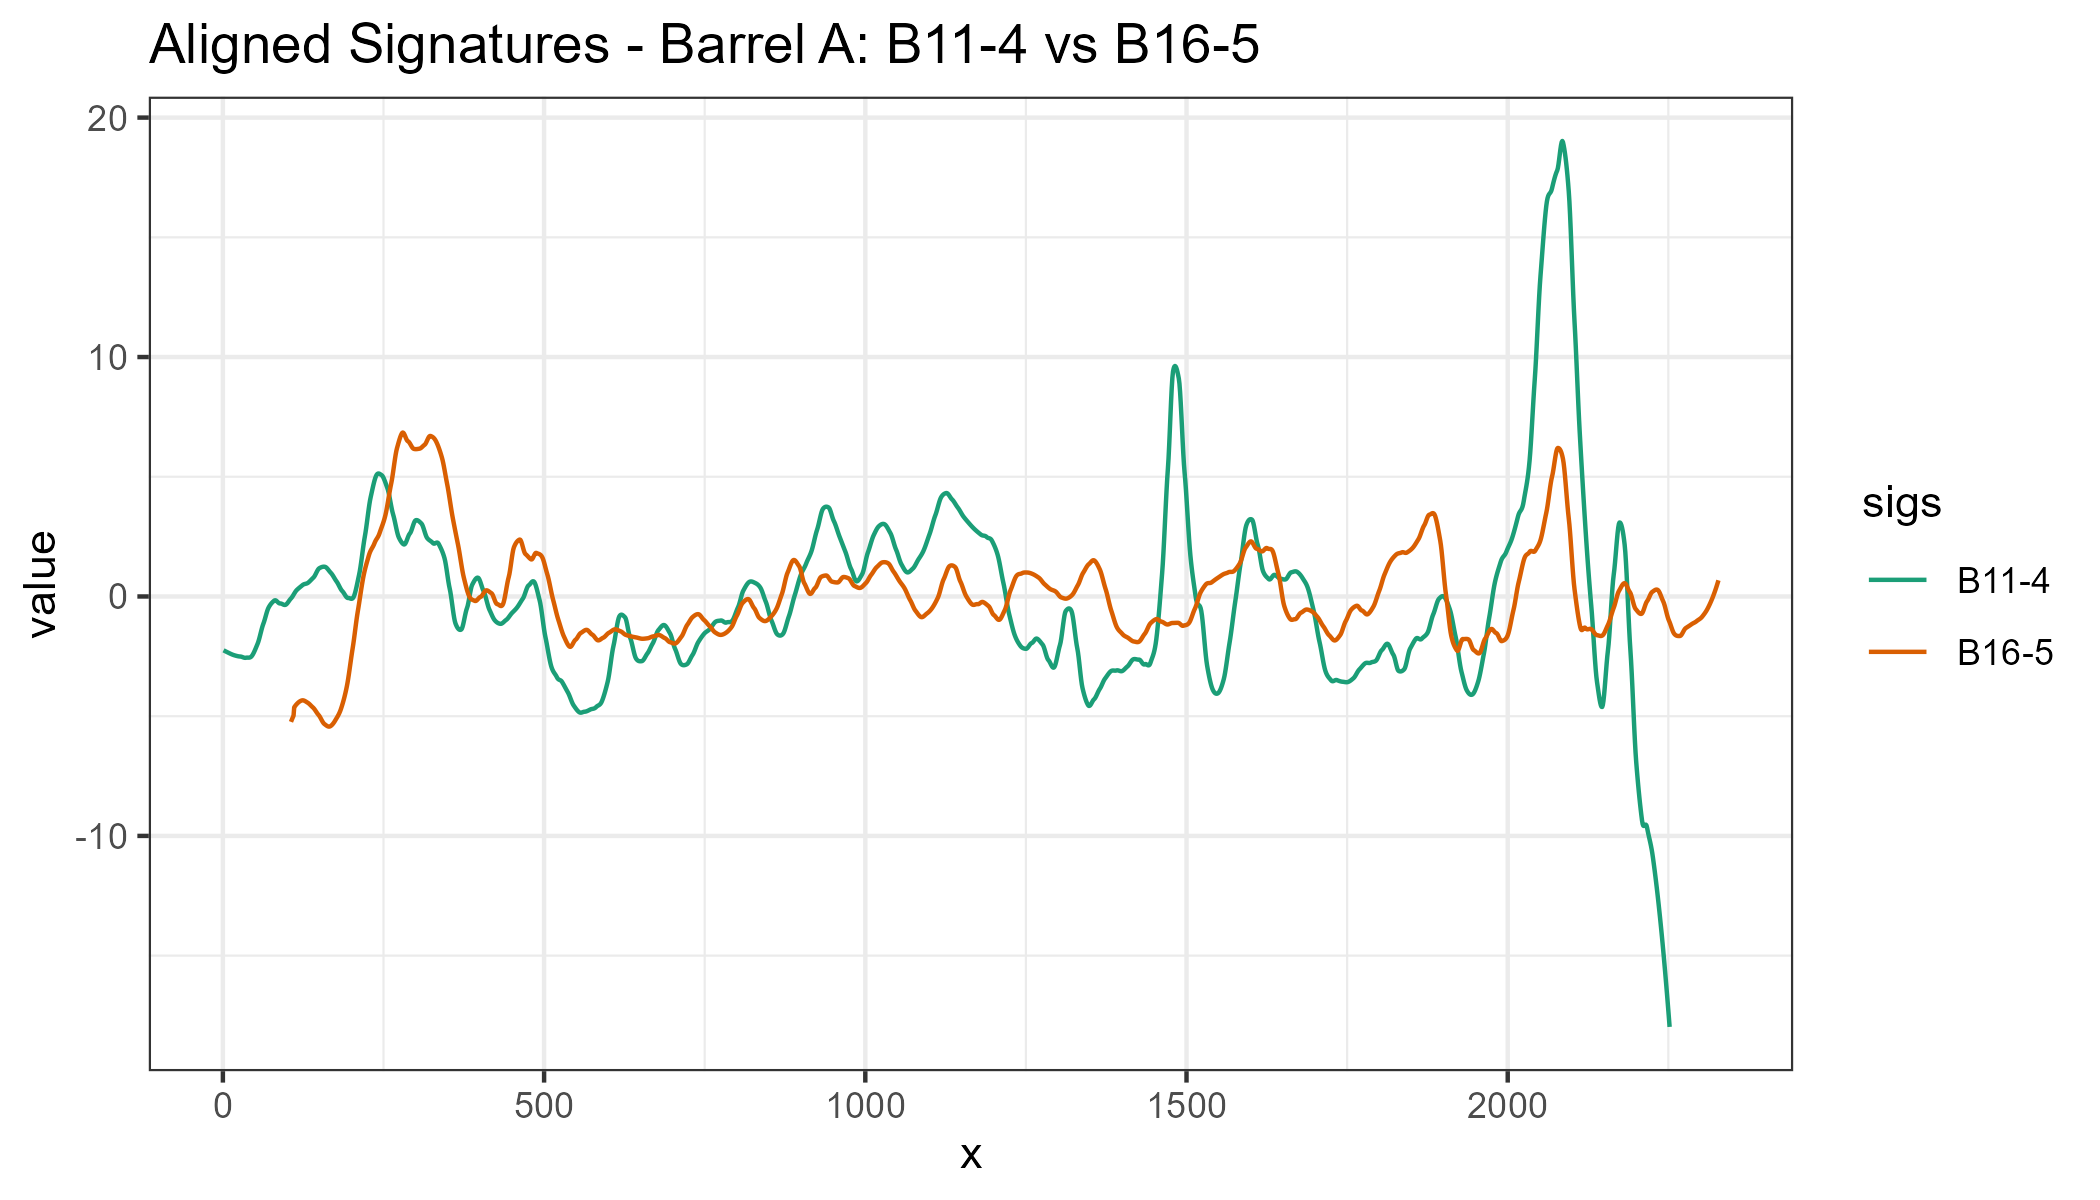 Aligned Signatures - Barrel A: B11-4 vs B16-5
20
10
0
-10
value
0 500 1000 1500 2000
x
sigs
B11-4
B16-5